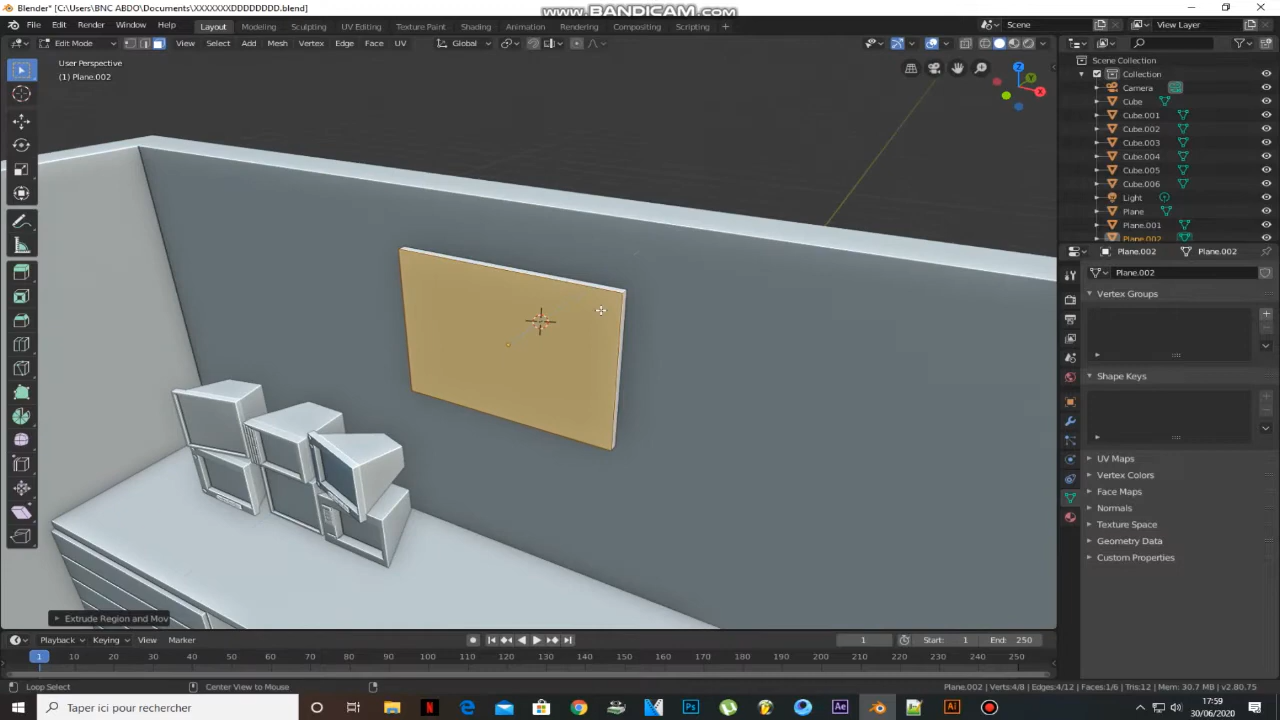 Blender* [C:\Users\BNC ABDO\Documents\XXXXXXXDDDDDDDD.blend]
www.BANDICAM.com
File Edit Render Window Help
Layout Modeling Sculpting UV Editing Texture Paint Shading Animation Rendering Compositing Scripting +
Scene
View Layer
Edit Mode
View Select Add Mesh Vertex Edge Face UV
Global
User Perspective
(1) Plane.002
Z
Y
X
Scene Collection
Collection
Camera
Cube
Cube.001
Cube.002
Cube.003
Cube.004
Cube.005
Cube.006
Light
Plane
Plane.001
Plane.002
Plane.002 Plane.002
Plane.002
Vertex Groups
Shape Keys
UV Maps
Vertex Colors
Face Maps
Normals
Texture Space
Geometry Data
Custom Properties
Extrude Region and Mov
Playback Keying View Marker
1 Start: 1 End: 250
1 10 20 30 40 50 60 70 80 90 100 110 120 130 140 150 160 170 180 190 200 210 220 230 240 250
Loop Select Center View to Mouse
Plane.002 | Verts:4/8 | Edges:4/12 | Faces:1/6 | Tris:12 | Mem: 30.7 MB | v2.80.75
Taper ici pour rechercher
17:59
30/06/2020